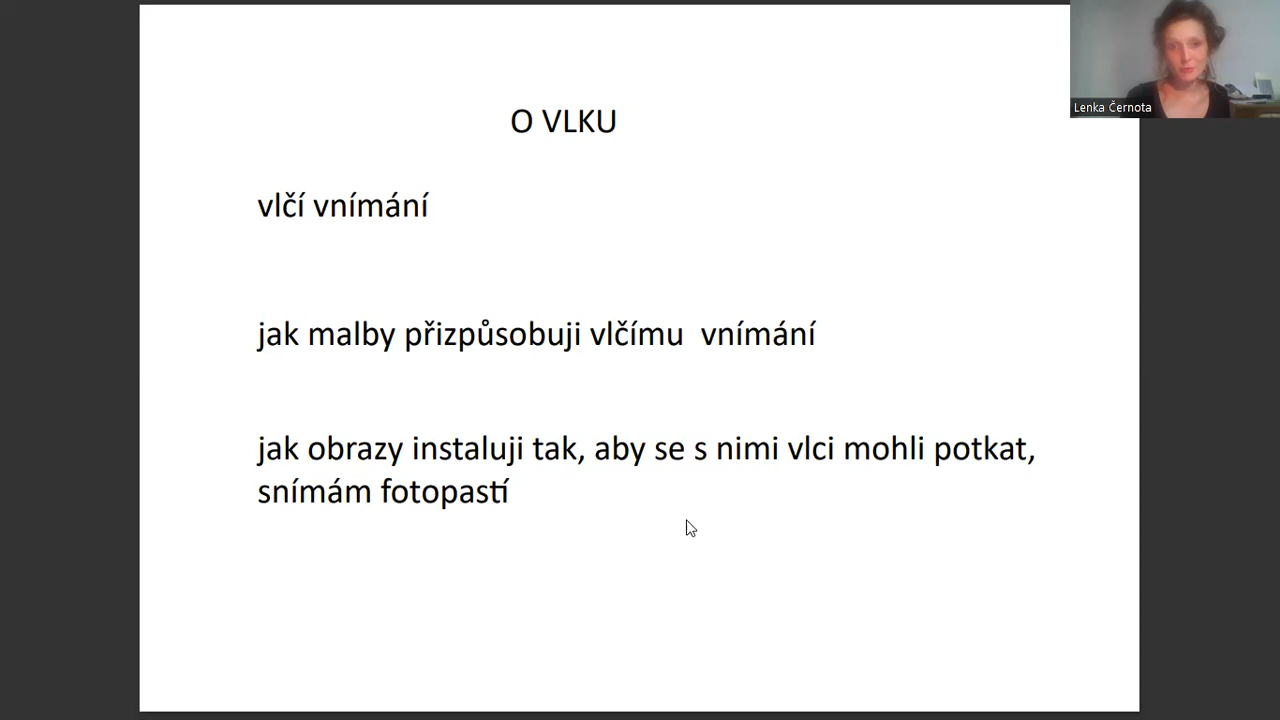 O VLKU
Lenka Černota
vlčí vnímání
jak malby přizpůsobuji vlčímu  vnímání
jak obrazy instaluji tak, aby se s nimi vlci mohli potkat,
snímám fotopastí